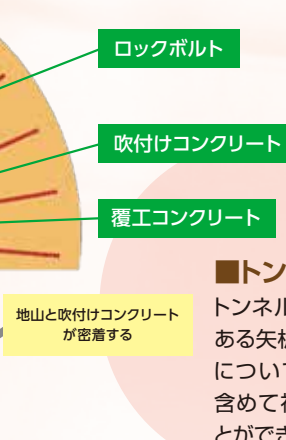 ロックボルト
吹付けコンクリート
覆工コンクリート
地山と吹付けコンクリート
が密着する
■トン
トンネル
ある矢板
につい
含めて
とができ